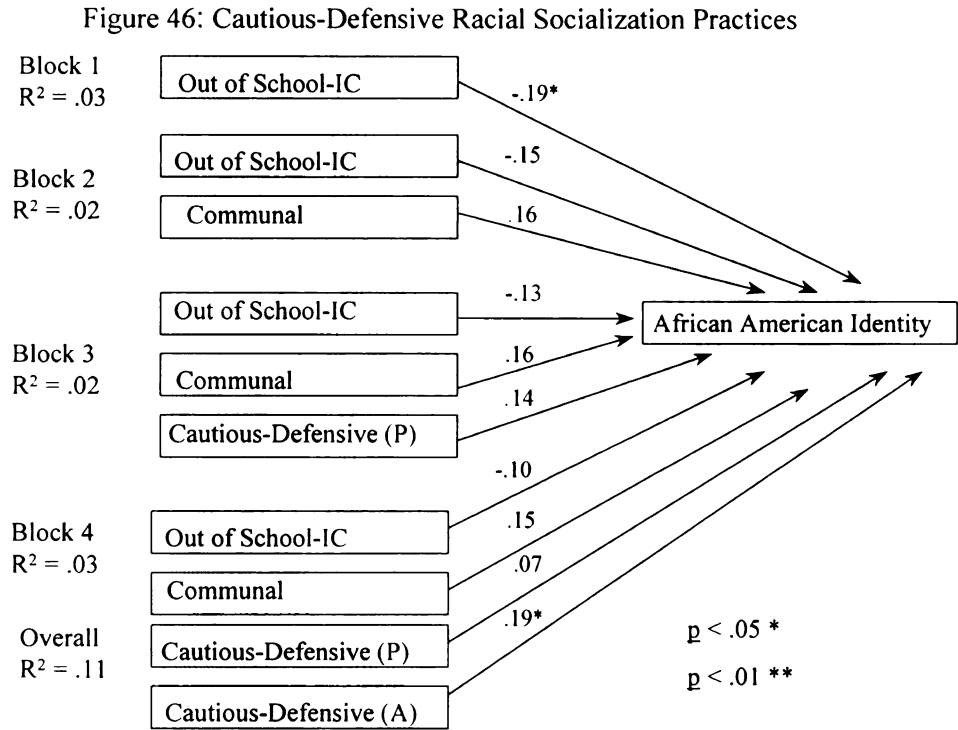 Figure 46: Cautious-Defensive Racial Socialization Practices
Block 1
R² = .03
Out of School-IC
-.19*
Block 2
R² = .02
Out of School-IC
-.15
Communal
.16
Block 3
R² = .02
Out of School-IC
-.13
Communal
.16
Cautious-Defensive (P)
.14
African American Identity
Block 4
R² = .03
Out of School-IC
-.10
Communal
.15
Cautious-Defensive (P)
.07
Cautious-Defensive (A)
.19*
Overall
R² = .11
p < .05 *
p < .01 **